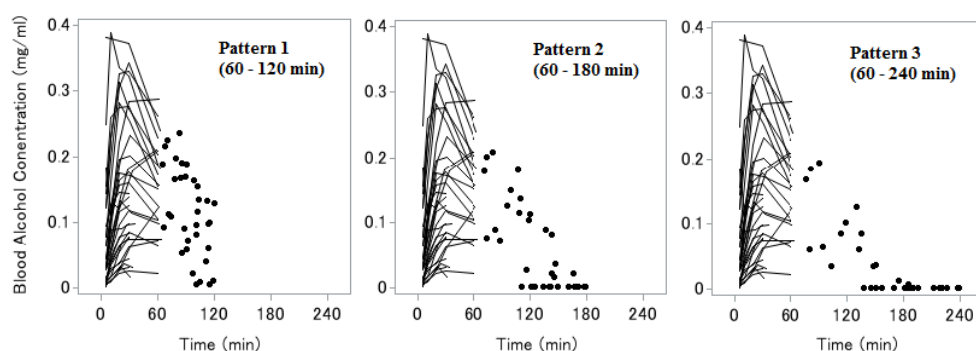 Blood Alcohol Conentration (mg/ml)
0.4
0.3
0.2
0.1
0
Pattern 1
(60 - 120 min)
0 60 120 180 240
Time (min)
0.4
0.3
0.2
0.1
0
Pattern 2
(60 - 180 min)
0 60 120 180 240
Time (min)
0.4
0.3
0.2
0.1
0
Pattern 3
(60 - 240 min)
0 60 120 180 240
Time (min)